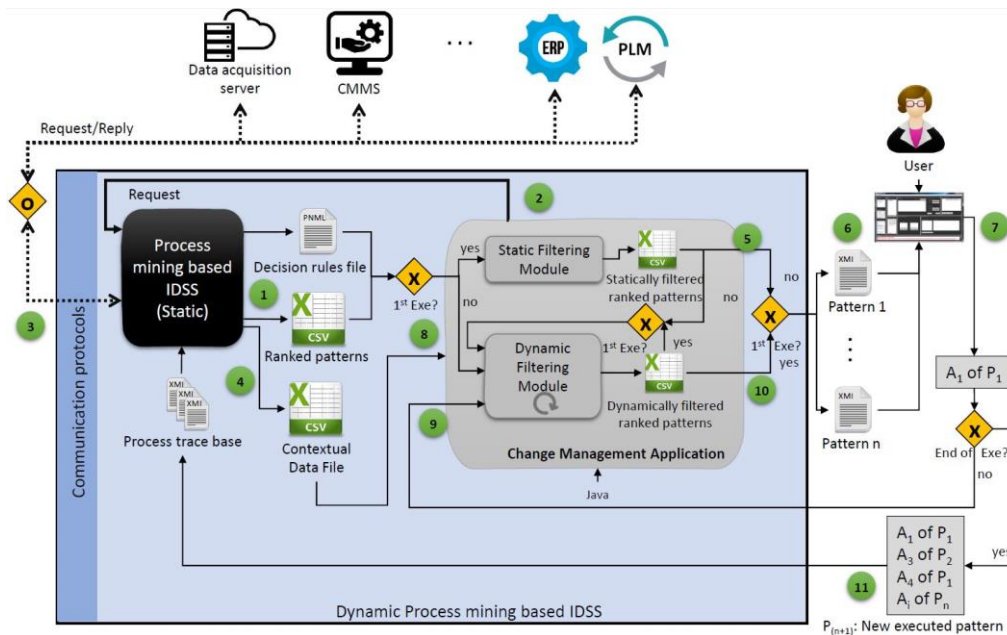 ERP
PLM
Data acquisition
server
CMMS
...
Request/Reply
User
O
Communication protocols
Request
2
PNML
Process
mining based
IDSS
(Static)
Decision rules file
yes
Static Filtering
Module
CSV
5
6
7
XMI
X
1
Statically filtered
ranked patterns
no
X
1st Exe?
no
no
X
Pattern 1
3
CSV
8
X
1st Exe?
yes
1st Exe?
yes
Ranked patterns
4
Dynamic
Filtering
Module
CSV
10
A1 of P1
XMI
XMI
XMI
CSV
9
Dynamically filtered
ranked patterns
XMI
X
Process trace base
Contextual
Data File
Change Management Application
Pattern n
End of Exe?
no
Java
A1 of P1
A3 of P2
A4 of P1
Ai of Pn
yes
11
Dynamic Process mining based IDSS
P(n+1): New executed pattern